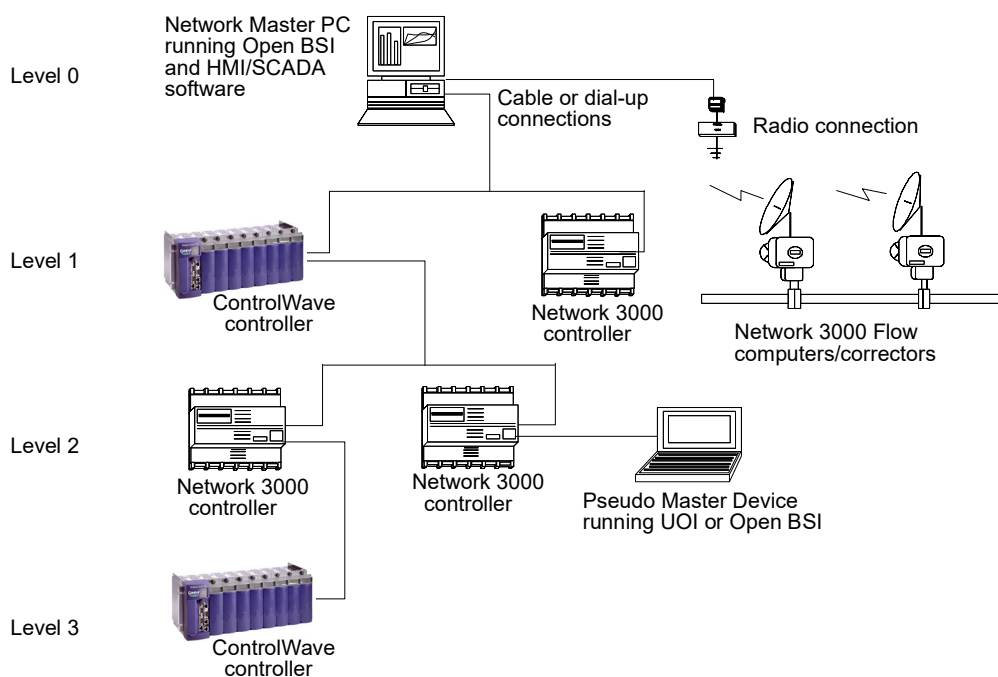 Network Master PC
running Open BSI
and HMI/SCADA
software
Level 0
Cable or dial-up
connections
Radio connection
Level 1
ControlWave
controller
Network 3000
controller
Network 3000 Flow
computers/correctors
Level 2
Network 3000
controller
Network 3000
controller
Pseudo Master Device
running UOI or Open BSI
Level 3
ControlWave
controller